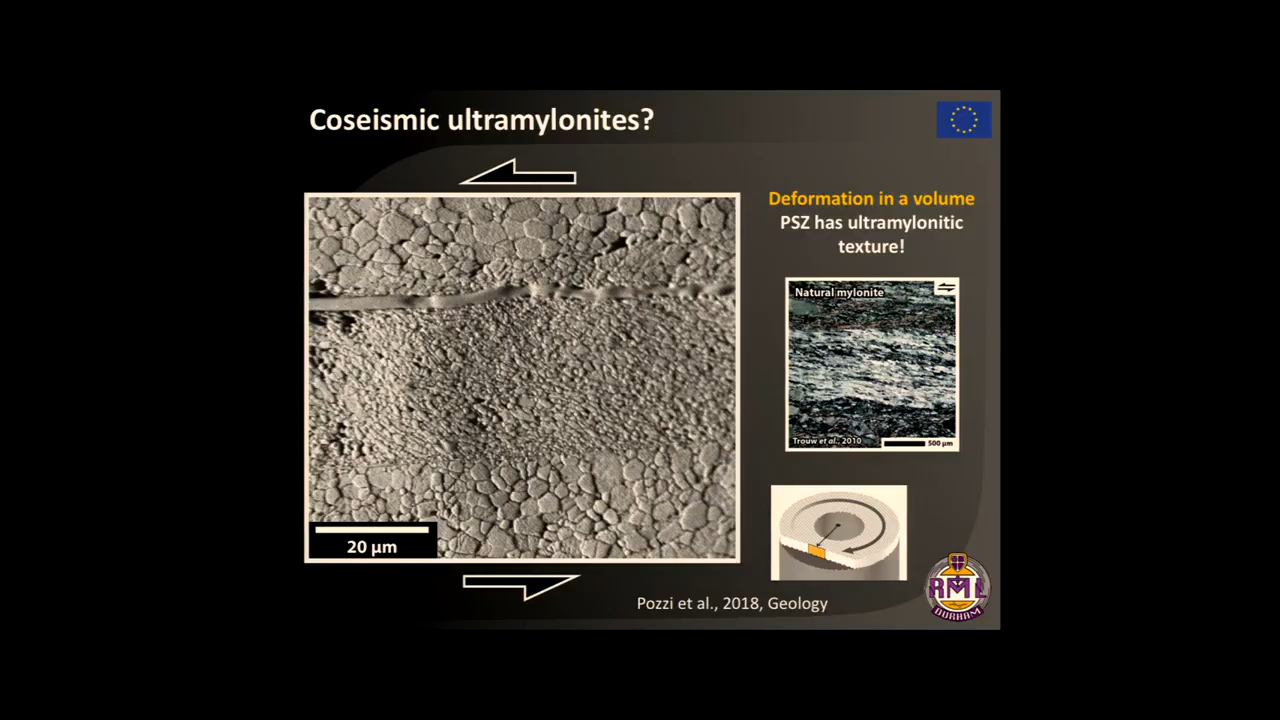 Coseismic ultramylonites?
Deformation in a volume
PSZ has ultramylonitic
texture!
Natural mylonite
Trouw et al., 2010
500 µm
20 µm
Pozzi et al., 2018, Geology
RML
DURHAM